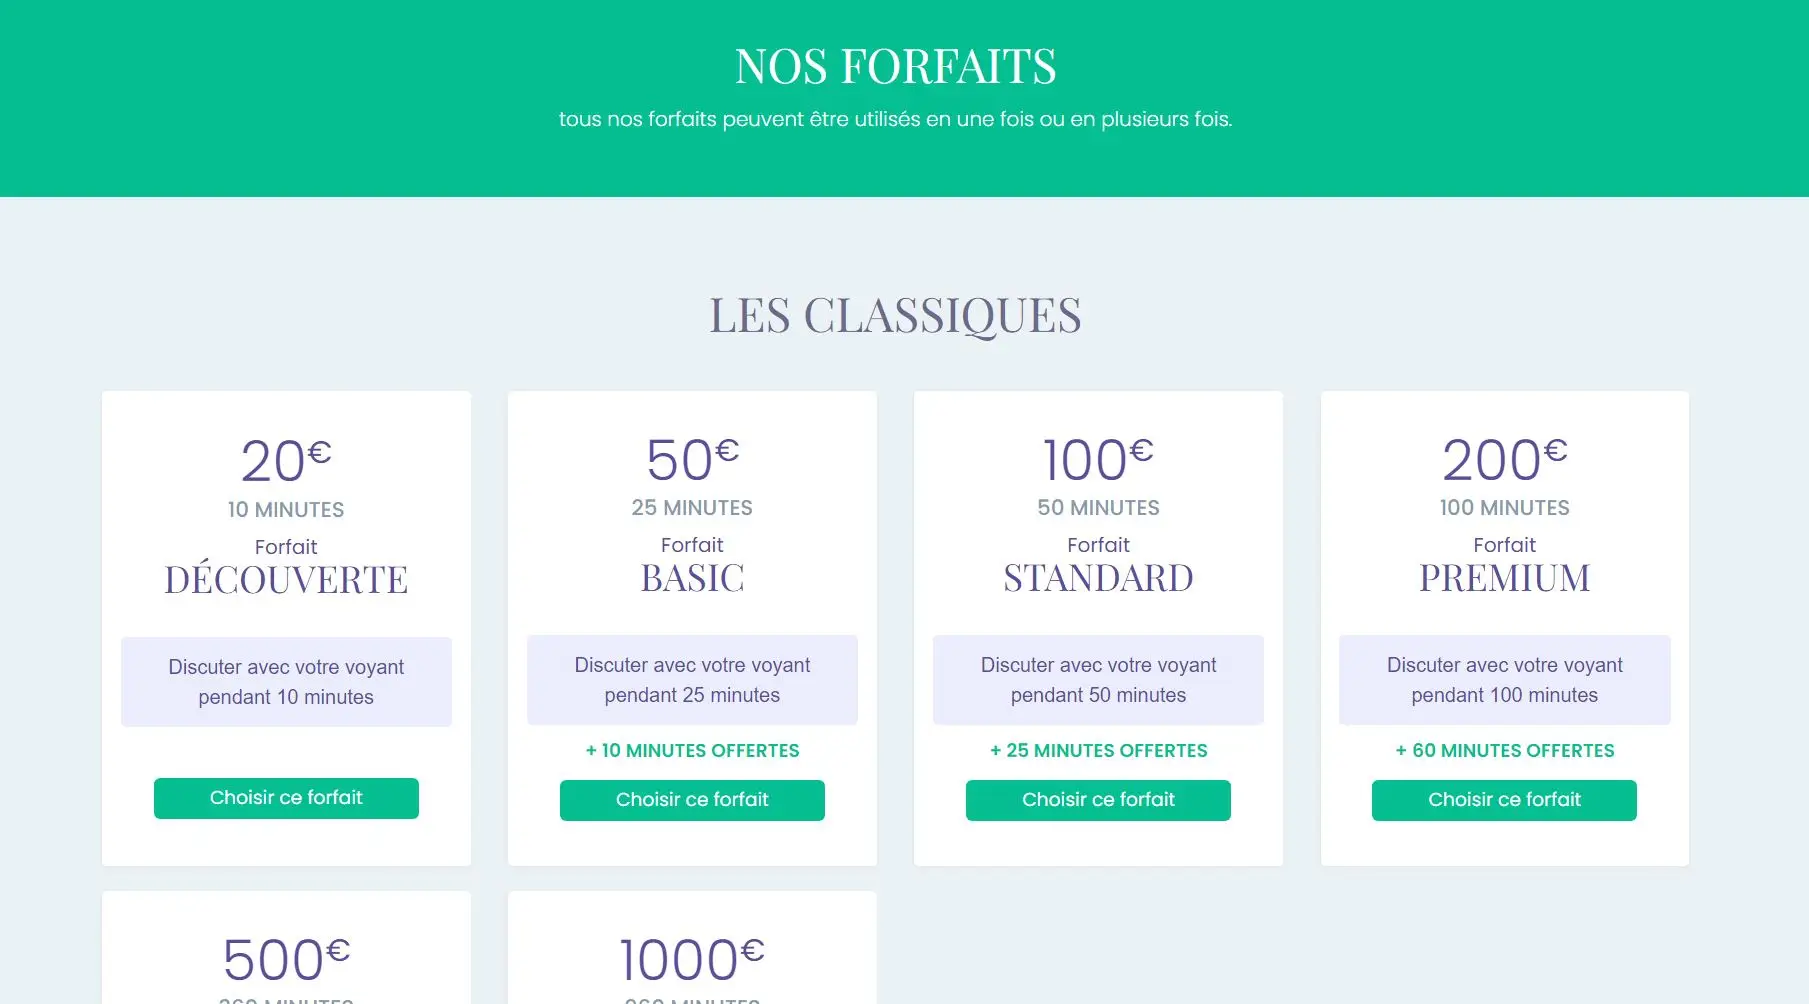 NOS FORFAITS
tous nos forfaits peuvent être utilisés en une fois ou en plusieurs fois.
LES CLASSIQUES
20€
10 MINUTES
Forfait
DÉCOUVERTE
Discuter avec votre voyant
pendant 10 minutes
Choisir ce forfait
50€
25 MINUTES
Forfait
BASIC
Discuter avec votre voyant
pendant 25 minutes
+ 10 MINUTES OFFERTES
Choisir ce forfait
100€
50 MINUTES
Forfait
STANDARD
Discuter avec votre voyant
pendant 50 minutes
+ 25 MINUTES OFFERTES
Choisir ce forfait
200€
100 MINUTES
Forfait
PREMIUM
Discuter avec votre voyant
pendant 100 minutes
+ 60 MINUTES OFFERTES
Choisir ce forfait
500€
MINUTES
1000€
MINUTES